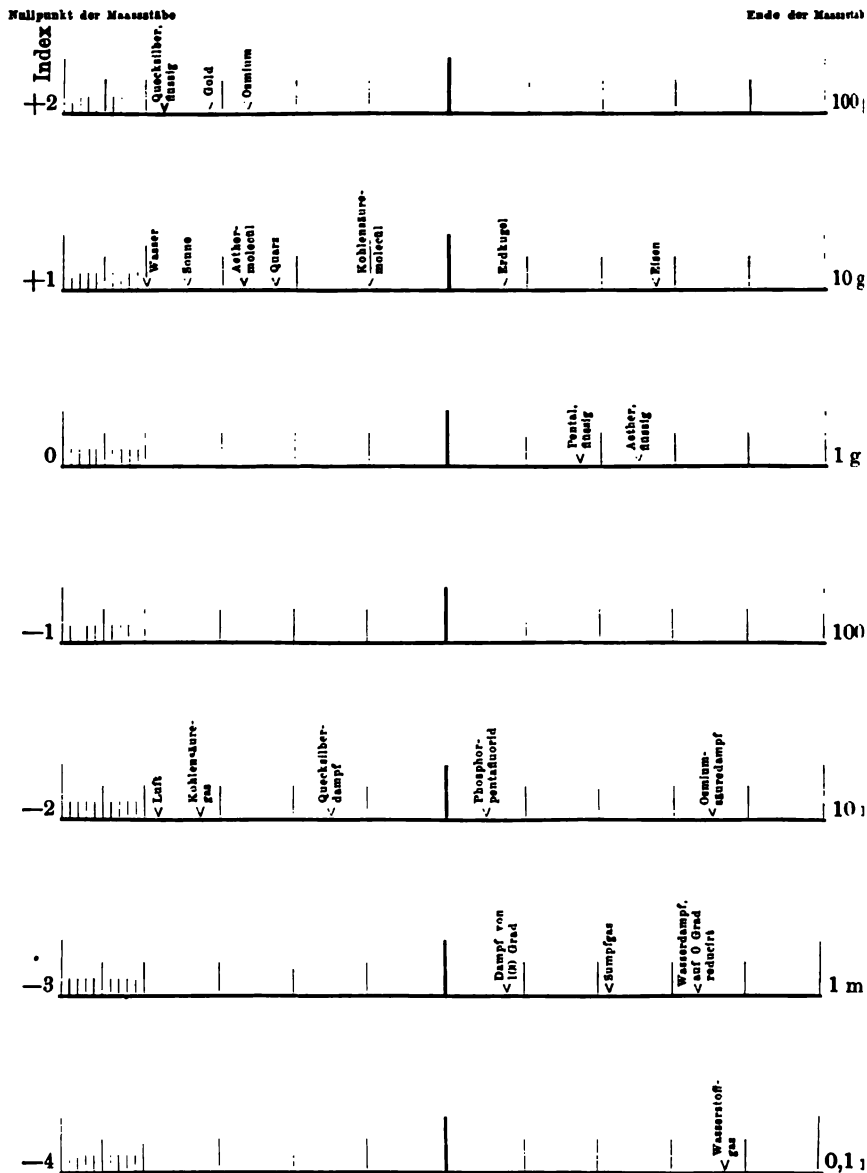 Nullpunkt der Maassstäbe
Ende der Maassstäb
Index
+2
Quecksilber,
flüssig
Gold
Osmium
100
+1
Wasser
Sonne
Aether-
molecül
Quarz
Kohlensäure-
molecül
Erdkugel
Eisen
10 g
0
Pental,
flüssig
Aether,
flüssig
1 g
—1
100
—2
Luft
Kohlensäure-
gas
Quecksilber-
dampf
Phosphor-
pentafluorid
Osmium-
säuredampf
10
—3
Dampf von
Grad
Sumpfgas
Wasserdampf,
auf 0 Grad
reducirt
1 m
—4
Wasserstoff-
gas
0,1